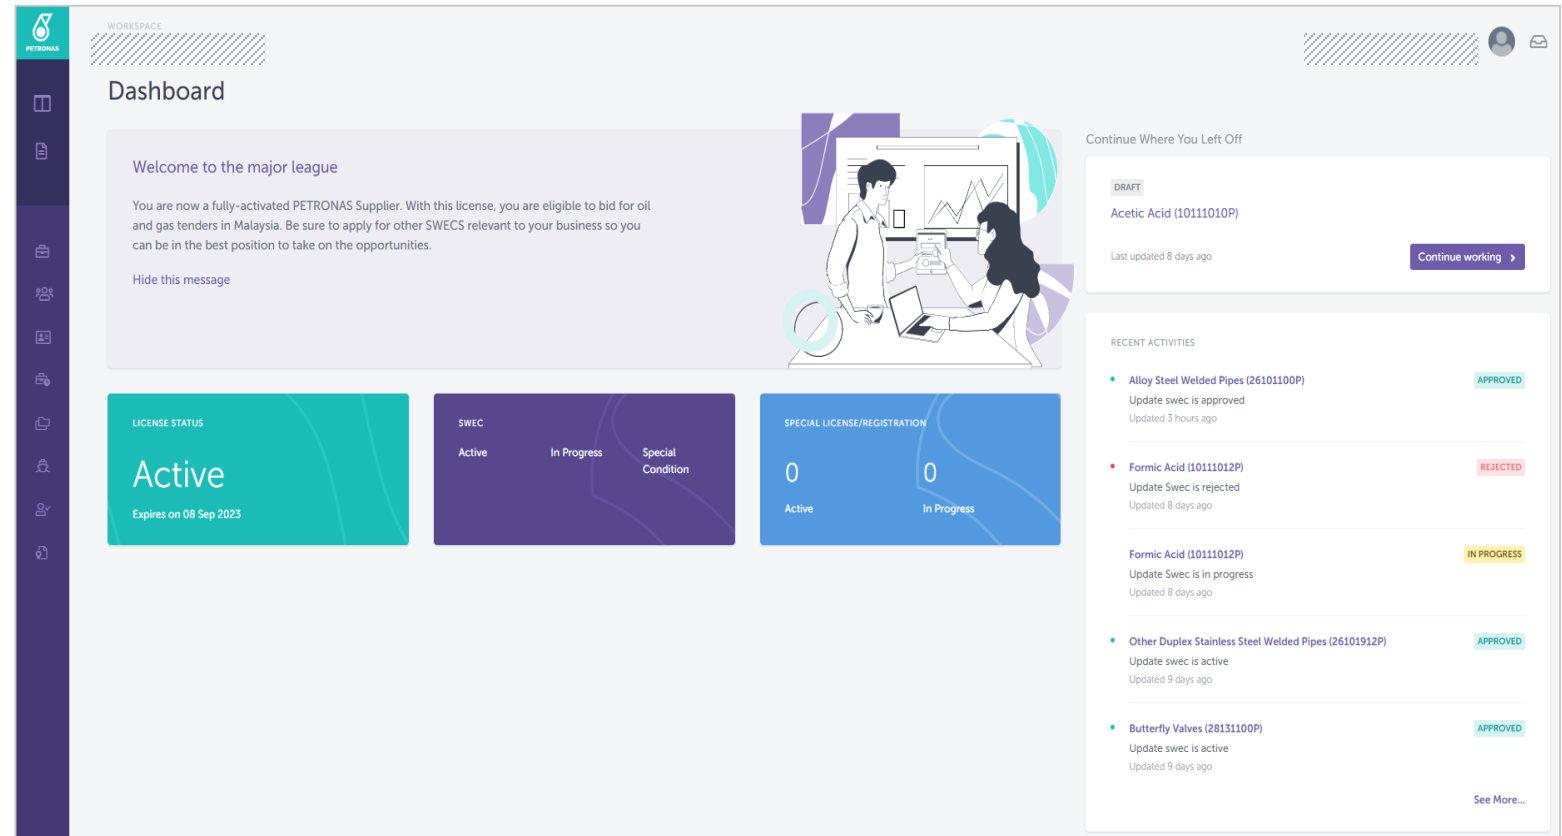 PETRONAS
WORKSPACE
Dashboard
Welcome to the major league
You are now a fully-activated PETRONAS Supplier. With this license, you are eligible to bid for oil
and gas tenders in Malaysia. Be sure to apply for other SWECS relevant to your business so you
can be in the best position to take on the opportunities.
Hide this message
LICENSE STATUS
Active
Expires on 08 Sep 2023
SWEC
Active In Progress Special
Condition
SPECIAL LICENSE/REGISTRATION
0 0
Active In Progress
Continue Where You Left Off
DRAFT
Acetic Acid (10111010P)
Last updated 8 days ago Continue working
RECENT ACTIVITIES
Alloy Steel Welded Pipes (26101100P) APPROVED
Update swec is approved
Updated 3 hours ago
Formic Acid (10111012P) REJECTED
Update Swec is rejected
Updated 8 days ago
Formic Acid (10111012P) IN PROGRESS
Update Swec is in progress
Updated 8 days ago
Other Duplex Stainless Steel Welded Pipes (26101912P) APPROVED
Update swec is active
Updated 9 days ago
Butterfly Valves (28131100P) APPROVED
Update swec is active
Updated 9 days ago
See More...